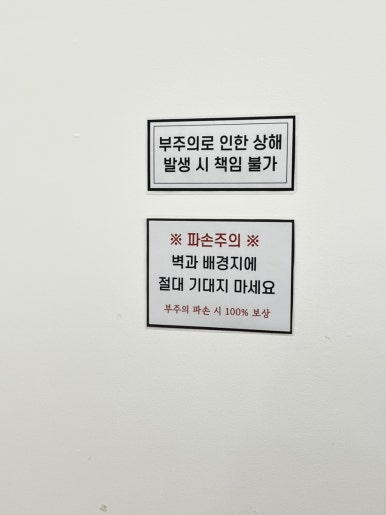 부주의로 인한 상해
발생 시 책임 불가
※ 파손주의 ※
벽과 배경지에
절대 기대지 마세요
부주의 파손 시 100% 보상